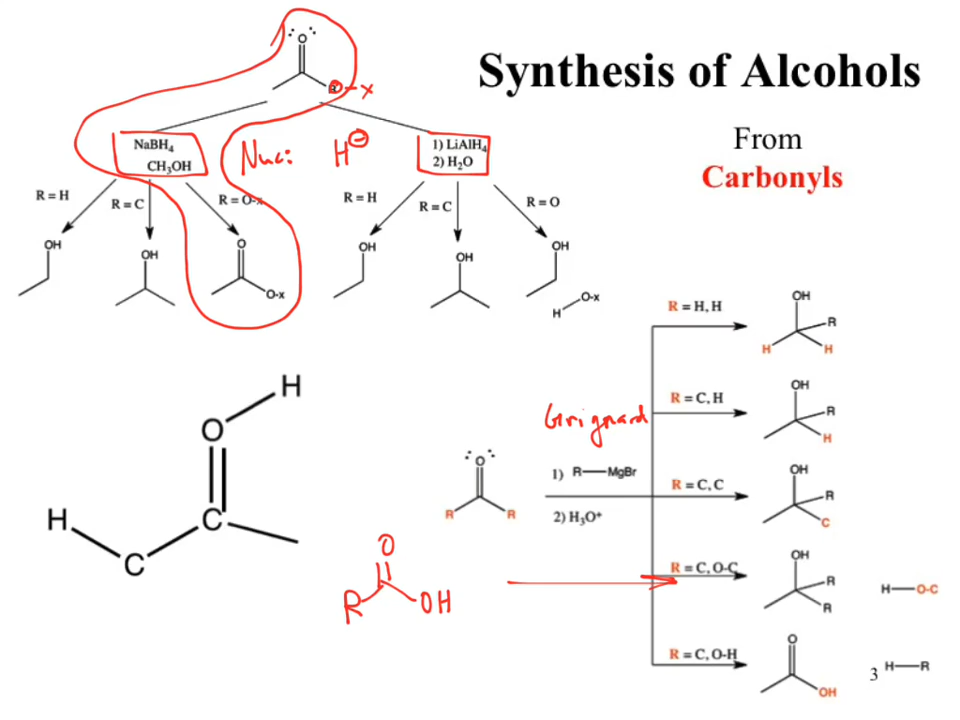 Synthesis of Alcohols
From
Carbonyls
O
R O-x
NaBH4
CH3OH
Nuc:
H⊖
1) LiAlH4
2) H2O
R = H
R = C
R = O-x
R = H
R = C
R = O
OH
OH
O
O-x
OH
OH
OH
H O-x
R = H, H
OH
R
H H
H
O
H
C
C
Grignard
R = C, H
OH
R
H
O
R R
1) R—MgBr
2) H3O+
R = C, C
OH
R
C
O
R OH
R = C, O-C
OH
R
R
H—O-C
R = C, O-H
O
OH
3
H—R